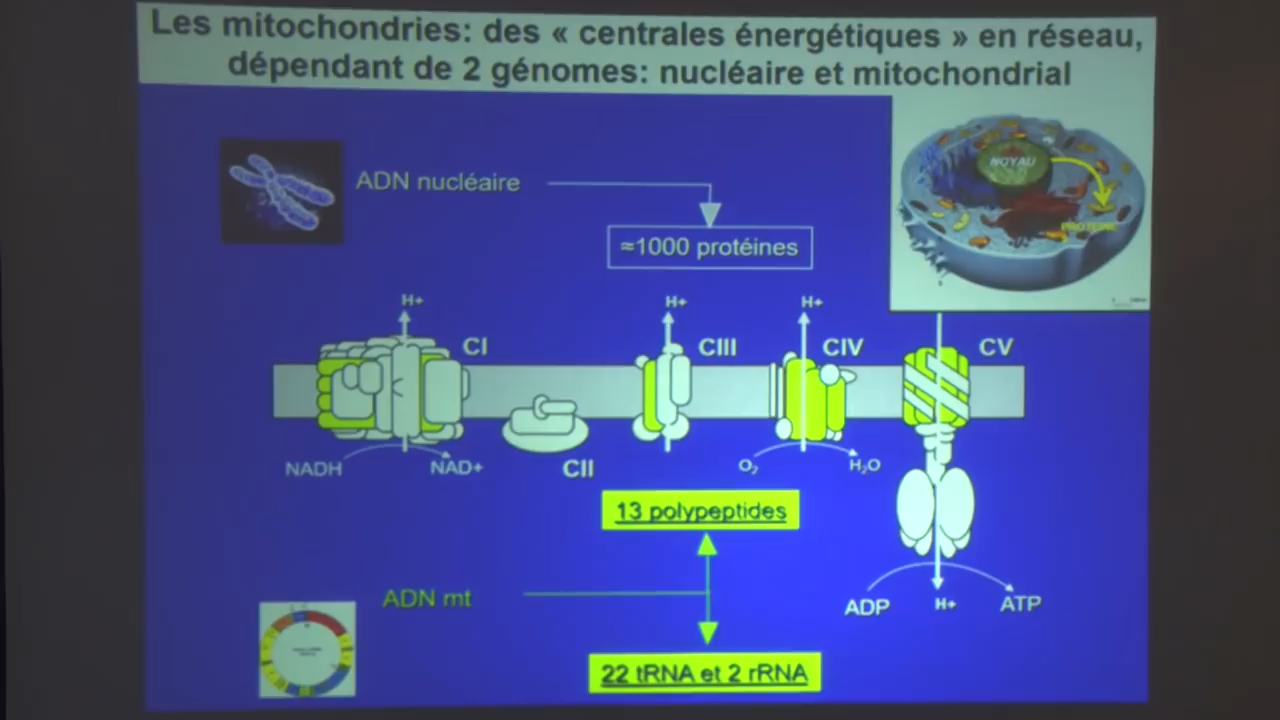 Les mitochondries: des « centrales énergétiques » en réseau,
dépendant de 2 génomes: nucléaire et mitochondrial
NOYAU
PROTEINE
ADN nucléaire
≈1000 protéines
H+
H+
H+
CI
CIII
CIV
CV
NADH
NAD+
CII
O₂
H₂O
13 polypeptides
ADN mt
ADP
H+
ATP
22 tRNA et 2 rRNA